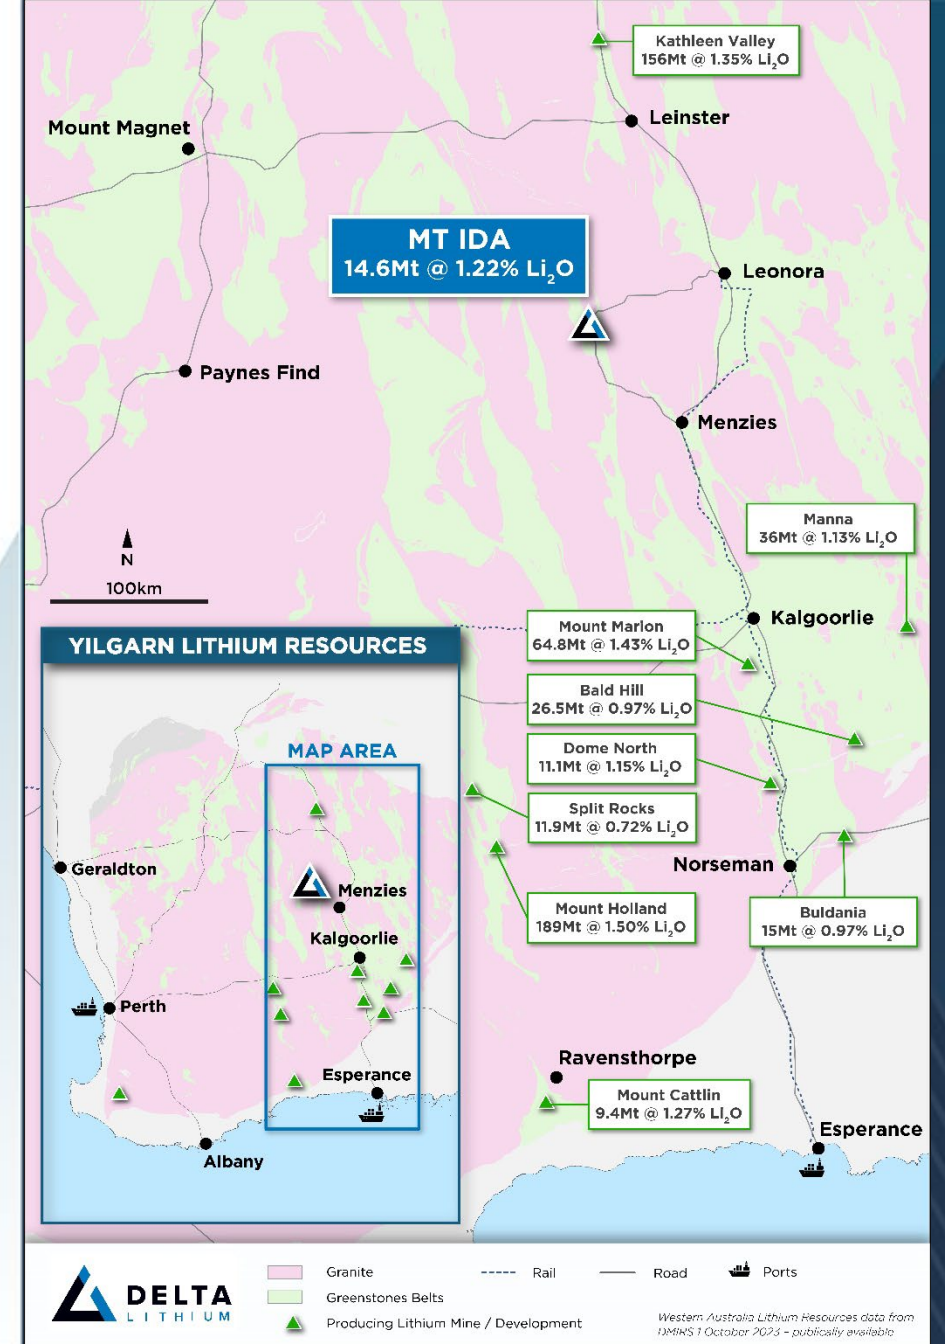 Kathleen Valley
156Mt @ 1.35% Li₂O
Leinster
Mount Magnet
MT IDA
14.6Mt @ 1.22% Li₂O
Leonora
Paynes Find
Menzies
Manna
36Mt @ 1.13% Li₂O
N
100km
Kalgoorlie
Mount Marion
64.8Mt @ 1.43% Li₂O
Bald Hill
26.5Mt @ 0.97% Li₂O
Dome North
11.1Mt @ 1.15% Li₂O
Split Rocks
11.9Mt @ 0.72% Li₂O
Norseman
Mount Holland
189Mt @ 1.50% Li₂O
Buldania
15Mt @ 0.97% Li₂O
Ravensthorpe
Mount Cattlin
9.4Mt @ 1.27% Li₂O
Esperance
YILGARN LITHIUM RESOURCES
MAP AREA
Geraldton
Menzies
Kalgoorlie
Perth
Esperance
Albany
DELTA
LITHIUM
Granite
Rail
Road
Ports
Greenstones Belts
Producing Lithium Mine / Development
Western Australia Lithium Resources data from
DMIRS 1 October 2023 – publically available